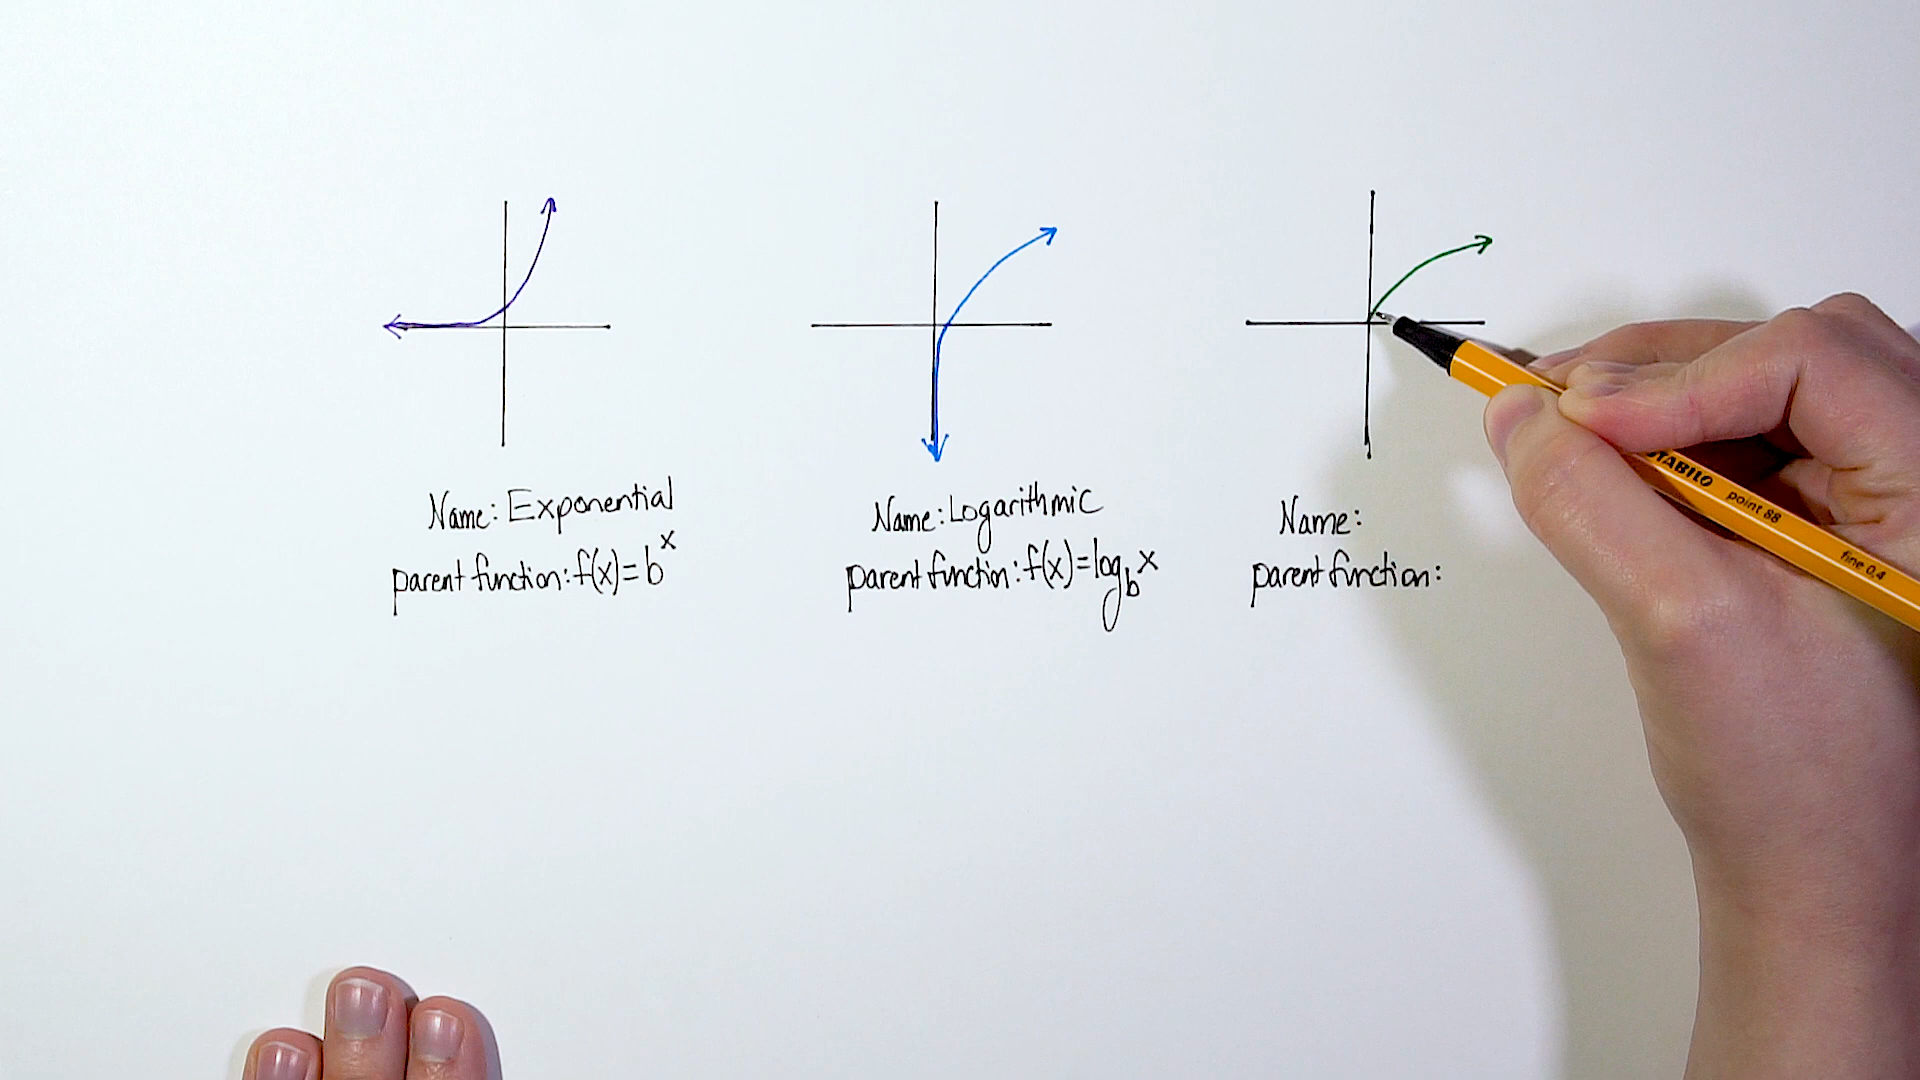 Name: Exponential
parent function: f(x) = b^x
Name: Logarithmic
parent function: f(x) = log_b x
Name:
parent function:
STABILO point 88 fine 0,4